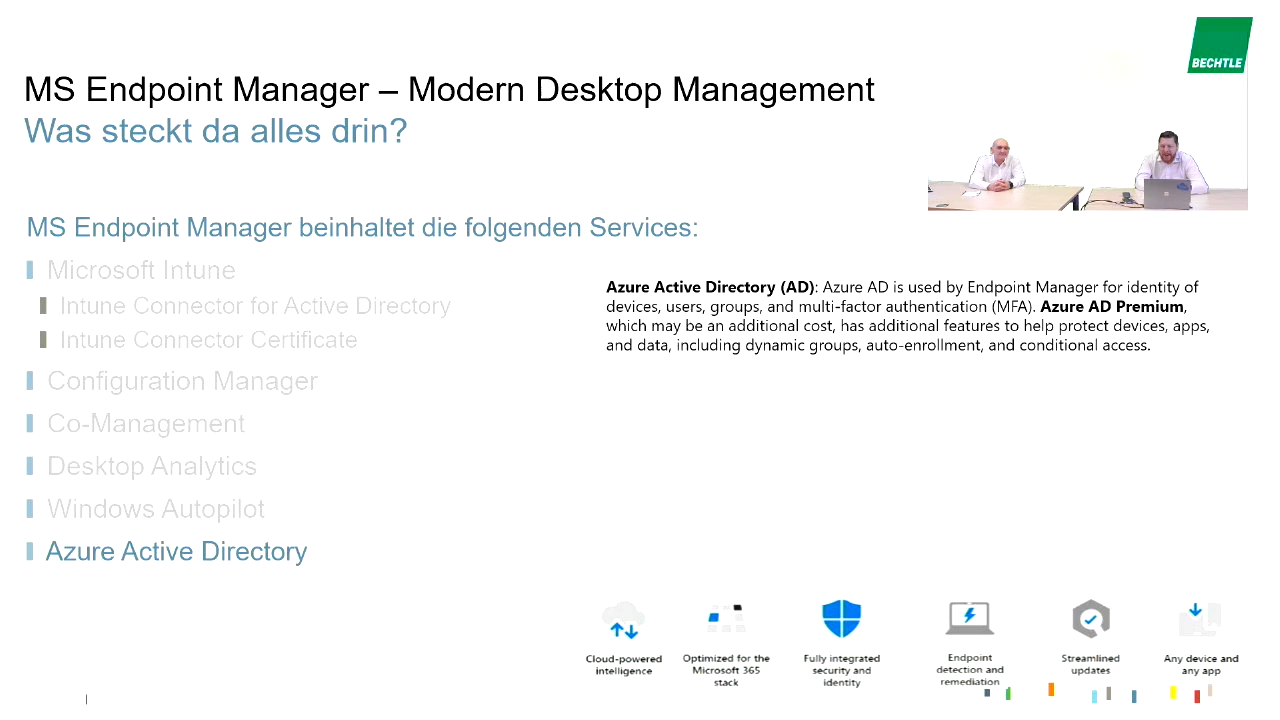 BECHTLE
MS Endpoint Manager – Modern Desktop Management
Was steckt da alles drin?
MS Endpoint Manager beinhaltet die folgenden Services:
Microsoft Intune
Intune Connector for Active Directory
Intune Connector Certificate
Configuration Manager
Co-Management
Desktop Analytics
Windows Autopilot
Azure Active Directory
Azure Active Directory (AD): Azure AD is used by Endpoint Manager for identity of
devices, users, groups, and multi-factor authentication (MFA). Azure AD Premium,
which may be an additional cost, has additional features to help protect devices, apps,
and data, including dynamic groups, auto-enrollment, and conditional access.
Cloud-powered
intelligence
Optimized for the
Microsoft 365
stack
Fully integrated
security and
identity
Endpoint
detection and
remediation
Streamlined
updates
Any device and
any app